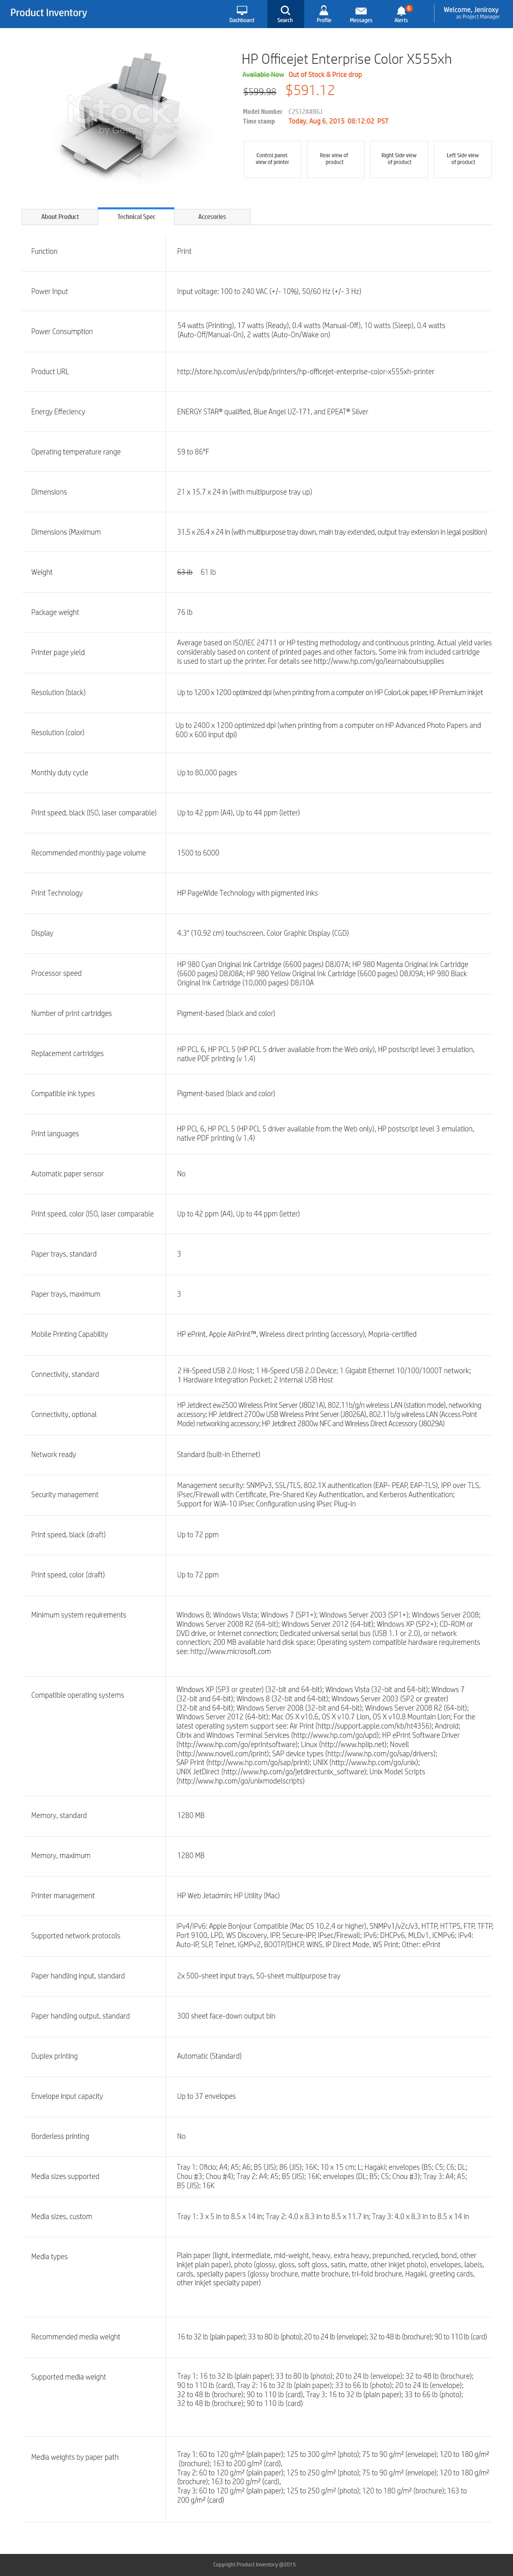 Product Inventory
Dashboard
Search
Profile
Messages
6
Alerts
Welcome, Jeniroxy
as Project Manager
iStock
by Getty
HP Officejet Enterprise Color X555xh
Available Now Out of Stock & Price drop
$599.98 $591.12
Model Number C2S12A#BGJ
Time stamp Today, Aug 6, 2015 08:12:02 PST
Control panel
view of printer
Rear view of
product
Right Side view
of product
Left Side view
of product
About Product
Technical Spec
Accesories
Function
Print
Power Input
Input voltage: 100 to 240 VAC (+/- 10%), 50/60 Hz (+/- 3 Hz)
Power Consumption
54 watts (Printing), 17 watts (Ready), 0.4 watts (Manual-Off), 10 watts (Sleep), 0.4 watts
(Auto-Off/Manual-On), 2 watts (Auto-On/Wake on)
Product URL
http://store.hp.com/us/en/pdp/printers/hp-officejet-enterprise-color-x555xh-printer
Energy Effeciency
ENERGY STAR® qualified, Blue Angel UZ-171, and EPEAT® Silver
Operating temperature range
59 to 86°F
Dimensions
21 x 15.7 x 24 in (with multipurpose tray up)
Dimensions (Maximum
31.5 x 26.4 x 24 in (with multipurpose tray down, main tray extended, output tray extension in legal position)
Weight
63 lb 61 lb
Package weight
76 lb
Printer page yield
Average based on ISO/IEC 24711 or HP testing methodology and continuous printing. Actual yield varies
considerably based on content of printed pages and other factors. Some ink from included cartridge
is used to start up the printer. For details see http://www.hp.com/go/learnaboutsupplies
Resolution (black)
Up to 1200 x 1200 optimized dpi (when printing from a computer on HP ColorLok paper, HP Premium Inkjet
Resolution (color)
Up to 2400 x 1200 optimized dpi (when printing from a computer on HP Advanced Photo Papers and
600 x 600 input dpi)
Monthly duty cycle
Up to 80,000 pages
Print speed, black (ISO, laser comparable)
Up to 42 ppm (A4), Up to 44 ppm (letter)
Recommended monthly page volume
1500 to 6000
Print Technology
HP PageWide Technology with pigmented inks
Display
4.3" (10.92 cm) touchscreen, Color Graphic Display (CGD)
Processor speed
HP 980 Cyan Original Ink Cartridge (6600 pages) D8J07A; HP 980 Magenta Original Ink Cartridge
(6600 pages) D8J08A; HP 980 Yellow Original Ink Cartridge (6600 pages) D8J09A; HP 980 Black
Original Ink Cartridge (10,000 pages) D8J10A
Number of print cartridges
Pigment-based (black and color)
Replacement cartridges
HP PCL 6, HP PCL 5 (HP PCL 5 driver available from the Web only), HP postscript level 3 emulation,
native PDF printing (v 1.4)
Compatible ink types
Pigment-based (black and color)
Print languages
HP PCL 6, HP PCL 5 (HP PCL 5 driver available from the Web only), HP postscript level 3 emulation,
native PDF printing (v 1.4)
Automatic paper sensor
No
Print speed, color (ISO, laser comparable
Up to 42 ppm (A4), Up to 44 ppm (letter)
Paper trays, standard
3
Paper trays, maximum
3
Mobile Printing Capability
HP ePrint, Apple AirPrint™, Wireless direct printing (accessory), Mopria-certified
Connectivity, standard
2 Hi-Speed USB 2.0 Host; 1 Hi-Speed USB 2.0 Device; 1 Gigabit Ethernet 10/100/1000T network;
1 Hardware Integration Pocket; 2 Internal USB Host
Connectivity, optional
HP Jetdirect ew2500 Wireless Print Server (J8021A), 802.11b/g/n wireless LAN (station mode), networking
accessory; HP Jetdirect 2700w USB Wireless Print Server (J8026A), 802.11b/g wireless LAN (Access Point
Mode) networking accessory; HP Jetdirect 2800w NFC and Wireless Direct Accessory (J8029A)
Network ready
Standard (built-in Ethernet)
Security management
Management security: SNMPv3, SSL/TLS, 802.1X authentication (EAP- PEAP, EAP-TLS), IPP over TLS,
IPsec/Firewall with Certificate, Pre-Shared Key Authentication, and Kerberos Authentication;
Support for WJA-10 IPsec Configuration using IPsec Plug-in
Print speed, black (draft)
Up to 72 ppm
Print speed, color (draft)
Up to 72 ppm
Minimum system requirements
Windows 8; Windows Vista; Windows 7 (SP1+); Windows Server 2003 (SP1+); Windows Server 2008;
Windows Server 2008 R2 (64-bit); Windows Server 2012 (64-bit); Windows XP (SP2+); CD-ROM or
DVD drive, or Internet connection; Dedicated universal serial bus (USB 1.1 or 2.0), or network
connection; 200 MB available hard disk space; Operating system compatible hardware requirements
see: http://www.microsoft.com
Compatible operating systems
Windows XP (SP3 or greater) (32-bit and 64-bit); Windows Vista (32-bit and 64-bit); Windows 7
(32-bit and 64-bit); Windows 8 (32-bit and 64-bit); Windows Server 2003 (SP2 or greater)
(32-bit and 64-bit); Windows Server 2008 (32-bit and 64-bit); Windows Server 2008 R2 (64-bit);
Windows Server 2012 (64-bit); Mac OS X v10.6, OS X v10.7 Lion, OS X v10.8 Mountain Lion; For the
latest operating system support see: Air Print (http://support.apple.com/kb/ht4356); Android;
Citrix and Windows Terminal Services (http://www.hp.com/go/upd); HP ePrint Software Driver
(http://www.hp.com/go/eprintsoftware); Linux (http://www.hplip.net); Novell
(http://www.novell.com/iprint); SAP device types (http://www.hp.com/go/sap/drivers);
SAP Print (http://www.hp.com/go/sap/print); UNIX (http://www.hp.com/go/unix);
UNIX JetDirect (http://www.hp.com/go/jetdirectunix_software); Unix Model Scripts
(http://www.hp.com/go/unixmodelscripts)
Memory, standard
1280 MB
Memory, maximum
1280 MB
Printer management
HP Web Jetadmin; HP Utility (Mac)
Supported network protocols
IPv4/IPv6: Apple Bonjour Compatible (Mac OS 10.2.4 or higher), SNMPv1/v2c/v3, HTTP, HTTPS, FTP, TFTP,
Port 9100, LPD, WS Discovery, IPP, Secure-IPP, IPsec/Firewall; IPv6: DHCPv6, MLDv1, ICMPv6; IPv4:
Auto-IP, SLP, Telnet, IGMPv2, BOOTP/DHCP, WINS, IP Direct Mode, WS Print; Other: ePrint
Paper handling input, standard
2x 500-sheet input trays, 50-sheet multipurpose tray
Paper handling output, standard
300 sheet face-down output bin
Duplex printing
Automatic (Standard)
Envelope input capacity
Up to 37 envelopes
Borderless printing
No
Media sizes supported
Tray 1: Oficio; A4; A5; A6; B5 (JIS); B6 (JIS); 16K; 10 x 15 cm; L; Hagaki; envelopes (B5; C5; C6; DL;
Chou #3; Chou #4); Tray 2: A4; A5; B5 (JIS); 16K; envelopes (DL; B5; C5; Chou #3); Tray 3: A4; A5;
B5 (JIS); 16K
Media sizes, custom
Tray 1: 3 x 5 in to 8.5 x 14 in; Tray 2: 4.0 x 8.3 in to 8.5 x 11.7 in; Tray 3: 4.0 x 8.3 in to 8.5 x 14 in
Media types
Plain paper (light, intermediate, mid-weight, heavy, extra heavy, prepunched, recycled, bond, other
inkjet plain paper), photo (glossy, gloss, soft gloss, satin, matte, other inkjet photo), envelopes, labels,
cards, specialty papers (glossy brochure, matte brochure, tri-fold brochure, Hagaki, greeting cards,
other inkjet specialty paper)
Recommended media weight
16 to 32 lb (plain paper); 33 to 80 lb (photo); 20 to 24 lb (envelope); 32 to 48 lb (brochure); 90 to 110 lb (card)
Supported media weight
Tray 1: 16 to 32 lb (plain paper); 33 to 80 lb (photo); 20 to 24 lb (envelope); 32 to 48 lb (brochure);
90 to 110 lb (card), Tray 2: 16 to 32 lb (plain paper); 33 to 66 lb (photo); 20 to 24 lb (envelope);
32 to 48 lb (brochure); 90 to 110 lb (card), Tray 3: 16 to 32 lb (plain paper); 33 to 66 lb (photo);
32 to 48 lb (brochure); 90 to 110 lb (card)
Media weights by paper path
Tray 1: 60 to 120 g/m² (plain paper); 125 to 300 g/m² (photo); 75 to 90 g/m² (envelope); 120 to 180 g/m²
(brochure); 163 to 200 g/m² (card),
Tray 2: 60 to 120 g/m² (plain paper); 125 to 250 g/m² (photo); 75 to 90 g/m² (envelope); 120 to 180 g/m²
(brochure); 163 to 200 g/m² (card),
Tray 3: 60 to 120 g/m² (plain paper); 125 to 250 g/m² (photo); 120 to 180 g/m² (brochure); 163 to
200 g/m² (card)
Copyright Product Inventory @2015